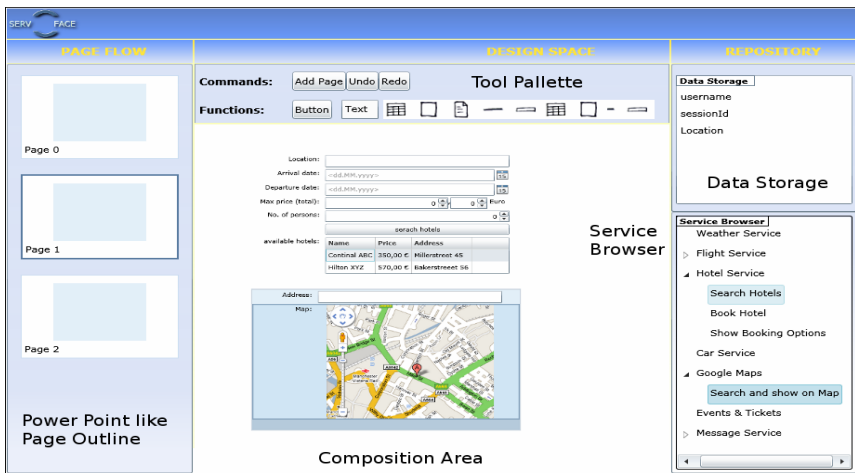 SERV FACE
PAGE FLOW
DESIGN SPACE
REPOSITORY
Page 0
Page 1
Page 2
Power Point like
Page Outline
Commands: Add Page Undo Redo
Tool Pallette
Functions: Button Text
Location:
Arrival date: <dd.MM.yyyy> 15
Departure date: <dd.MM.yyyy> 15
Max price (total): 0 0 Euro
No. of persons: 0
serach hotels
available hotels: Name Price Address
Continal ABC 350,00 € Millerstreet 45
Hilton XYZ 570,00 € Bakerstreeet 56
Address:
Map:
A
Composition Area
Service
Browser
Data Storage
username
sessionId
Location
Data Storage
Service Browser
Weather Service
Flight Service
Hotel Service
Search Hotels
Book Hotel
Show Booking Options
Car Service
Google Maps
Search and show on Map
Events & Tickets
Message Service